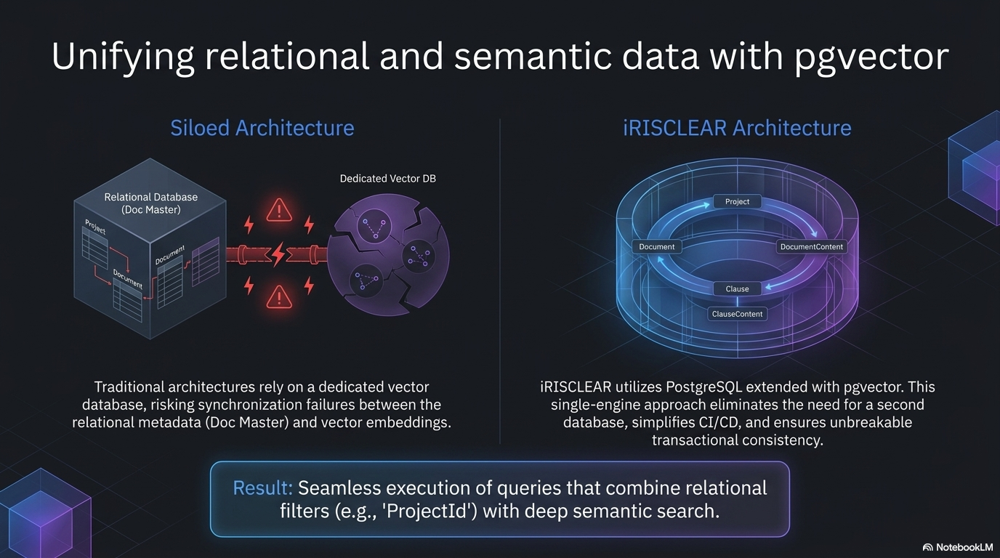 Unifying relational and semantic data with pgvector
Siloed Architecture
Relational Database
(Doc Master)
Project
Document
Document
Dedicated Vector DB
Traditional architectures rely on a dedicated vector
database, risking synchronization failures between the
relational metadata (Doc Master) and vector embeddings.
iRISCLEAR Architecture
Project
Document
DocumentContent
Clause
ClauseContent
iRISCLEAR utilizes PostgreSQL extended with pgvector. This
single-engine approach eliminates the need for a second
database, simplifies CI/CD, and ensures unbreakable
transactional consistency.
Result: Seamless execution of queries that combine relational
filters (e.g., 'ProjectId') with deep semantic search.
NotebookLM